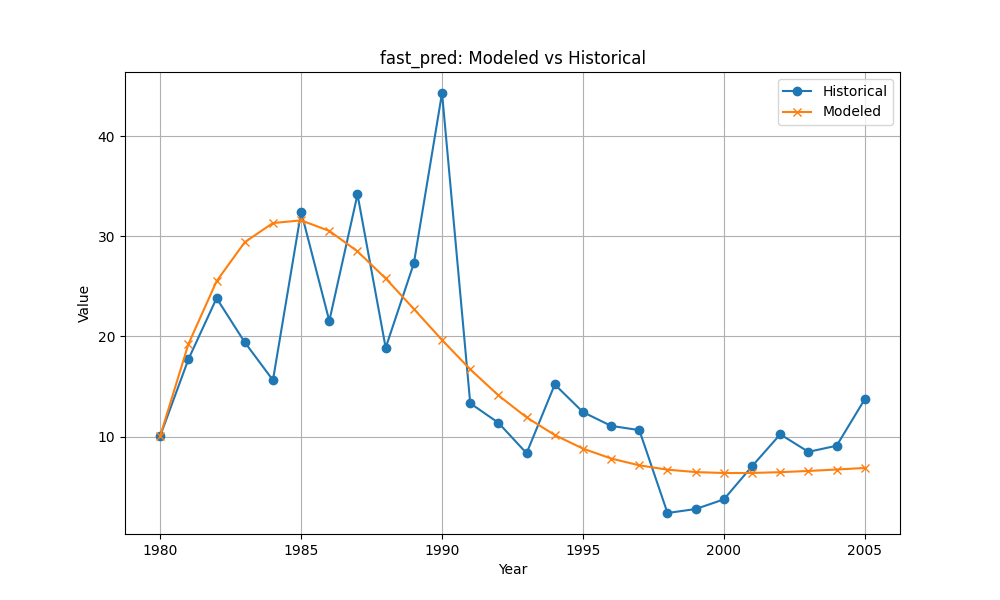 fast_pred: Modeled vs Historical
Historical
Modeled
Value
40
30
20
10
1980
1985
1990
1995
2000
2005
Year